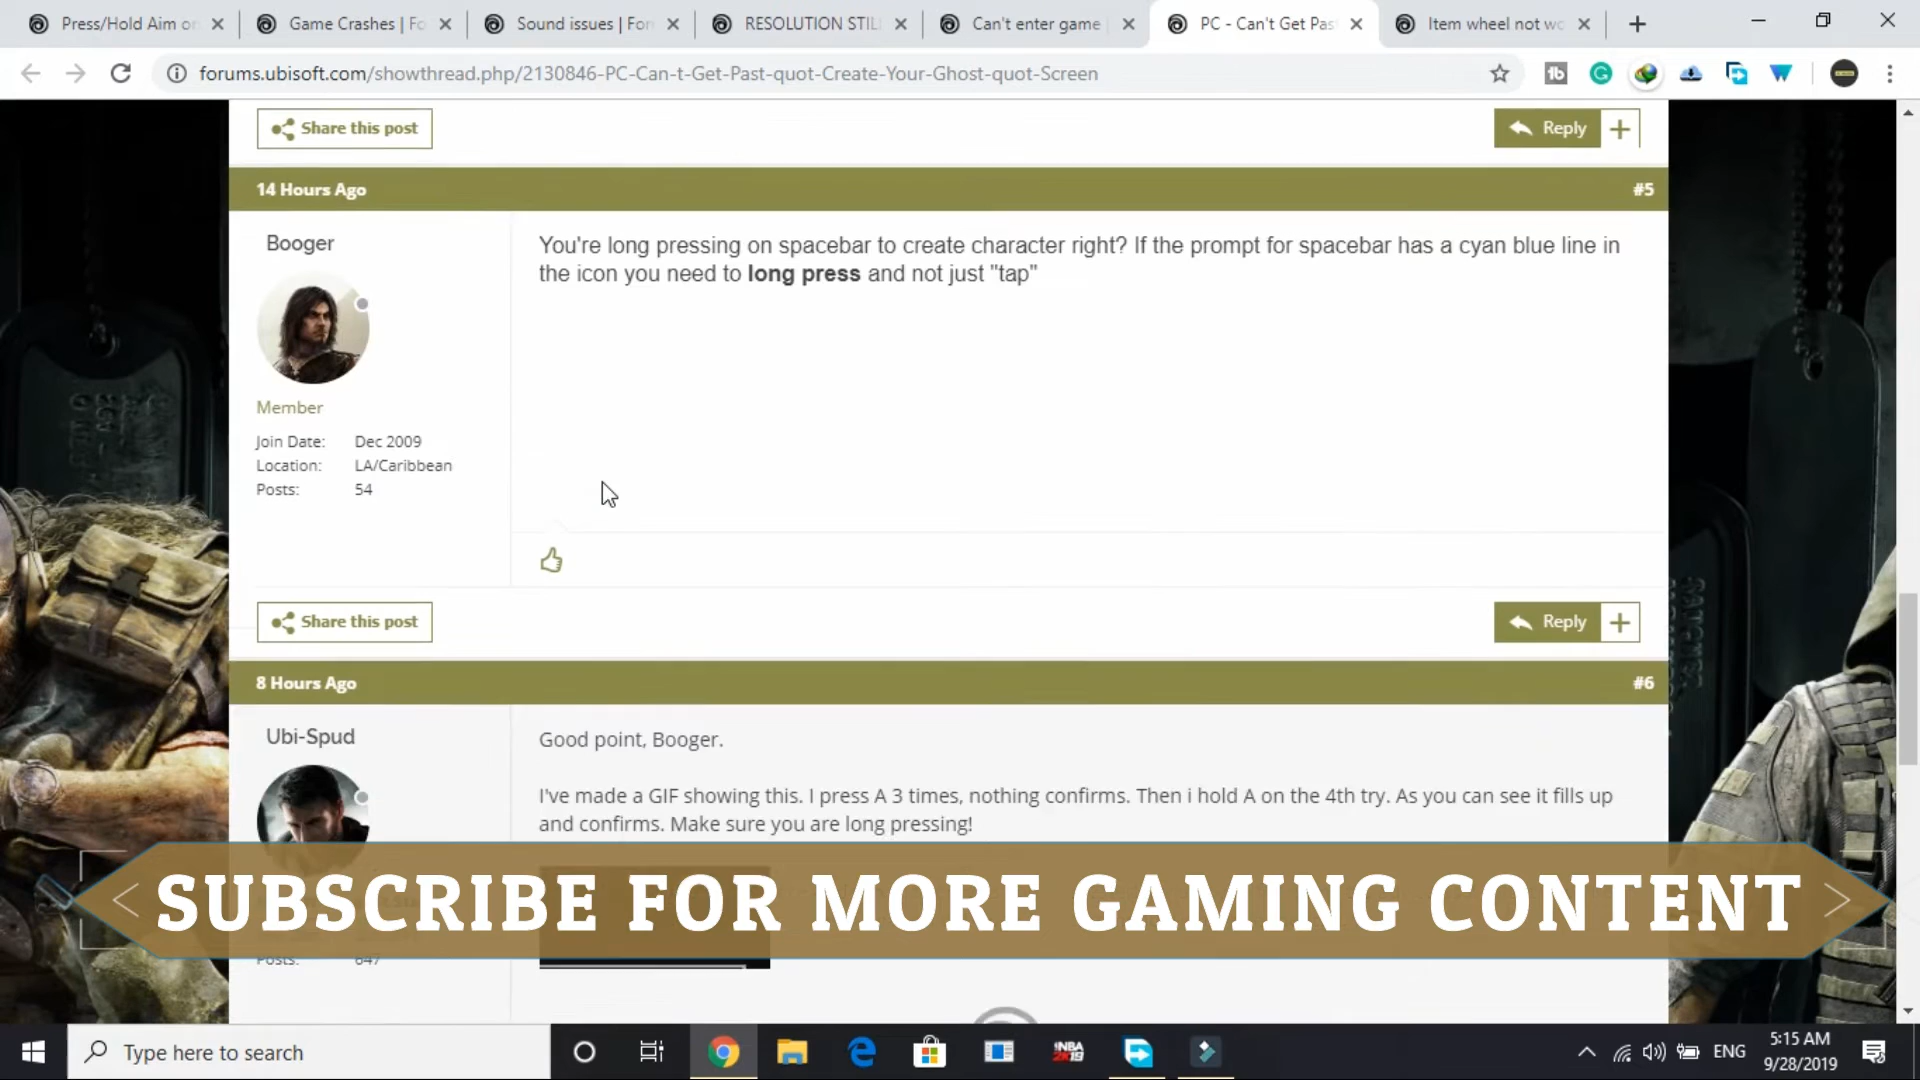 Press/Hold Aim or
Game Crashes | Fo
Sound issues | For
RESOLUTION STIL
Can't enter game |
PC - Can't Get Pas
Item wheel not wo
forums.ubisoft.com/showthread.php/2130846-PC-Can-t-Get-Past-quot-Create-Your-Ghost-quot-Screen
Share this post
Reply
14 Hours Ago
#5
Booger
You're long pressing on spacebar to create character right? If the prompt for spacebar has a cyan blue line in
the icon you need to long press and not just "tap"
Member
Join Date: Dec 2009
Location: LA/Caribbean
Posts: 54
Share this post
Reply
8 Hours Ago
#6
Ubi-Spud
Good point, Booger.
I've made a GIF showing this. I press A 3 times, nothing confirms. Then i hold A on the 4th try. As you can see it fills up
and confirms. Make sure you are long pressing!
SUBSCRIBE FOR MORE GAMING CONTENT
Posts: 647
Type here to search
NBA
2K19
ENG
5:15 AM
9/28/2019